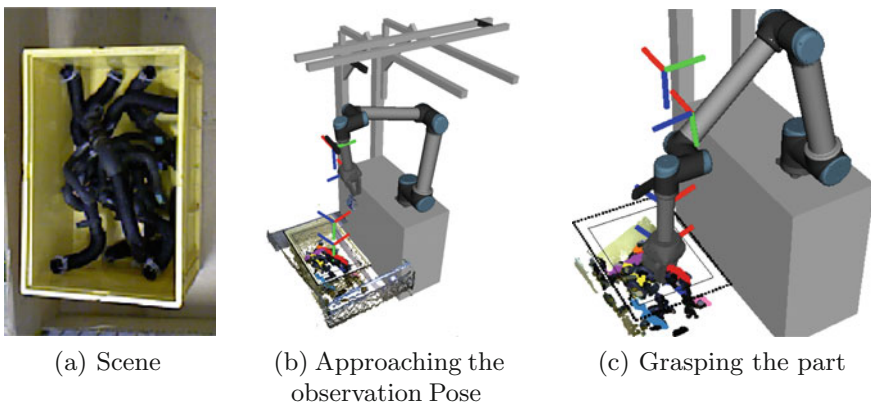 (a) Scene
(b) Approaching the
observation Pose
(c) Grasping the part